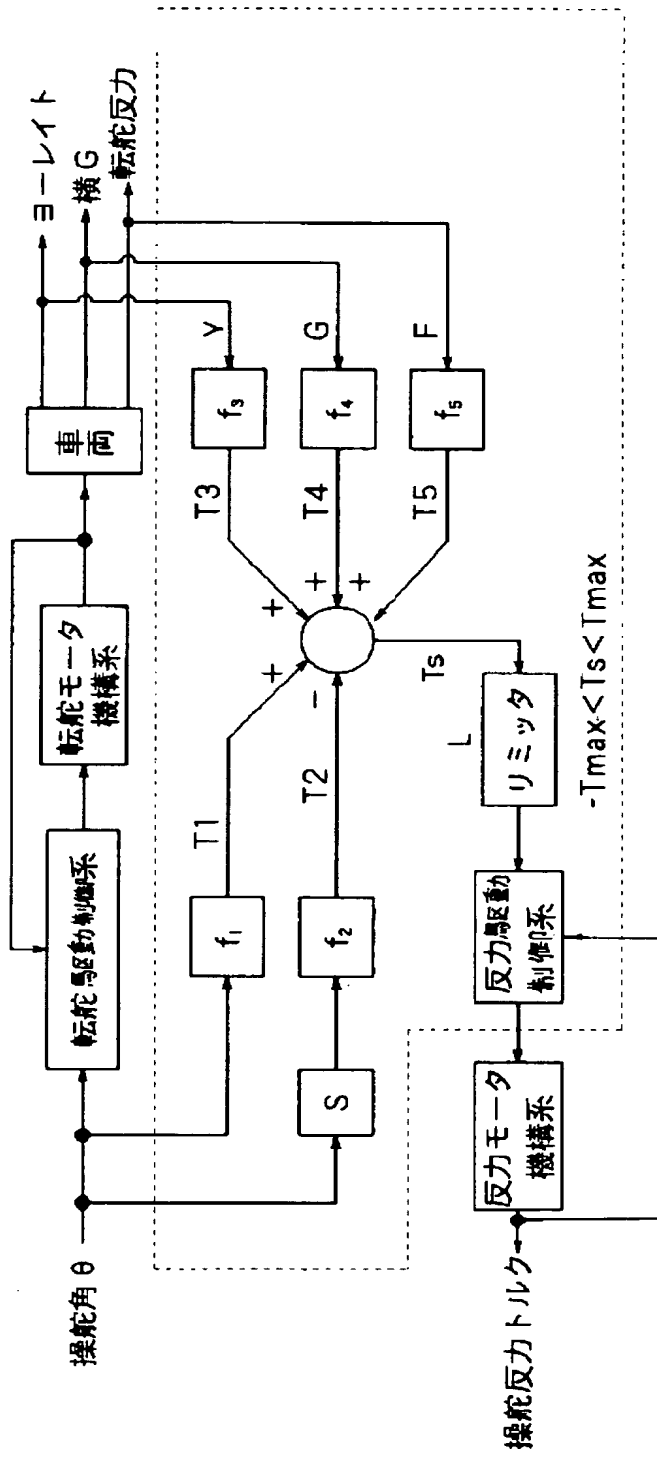 操舵角 θ
転舵駆動制御系
転舵モータ
機構系
車両
ヨーレイト
横G
転舵反力
f₁
T1
S
f₂
T2
f₃
Y
T3
f₄
G
T4
f₅
F
T5
+
+
+
+
-
Ts
L
リミッタ
-Tmax<Ts<Tmax
反力駆動
制御系
反力モータ
機構系
操舵反力トルク